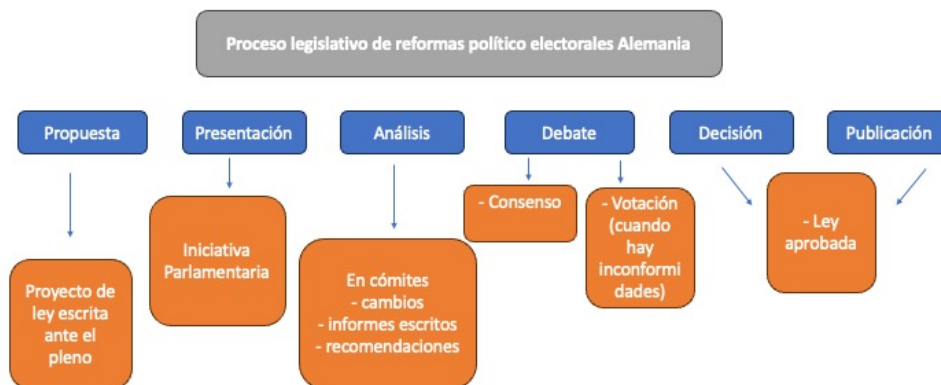 Proceso legislativo de reformas político electorales Alemania
Propuesta
Presentación
Análisis
Debate
Decisión
Publicación
Proyecto de
ley escrita
ante el
pleno
Iniciativa
Parlamentaria
En cómites
- cambios
- informes escritos
- recomendaciones
- Consenso
- Votación
(cuando
hay
inconformi
dades)
- Ley
aprobada